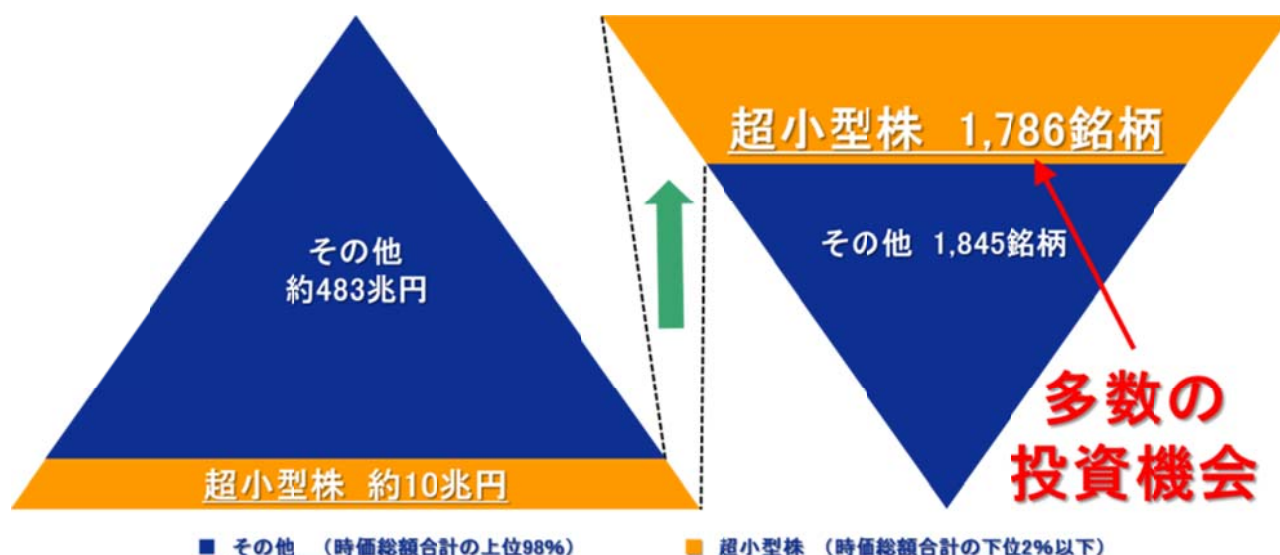 その他
約483兆円
超小型株 約10兆円
超小型株 1,786銘柄
その他 1,845銘柄
多数の
投資機会
■ その他 （時価総額合計の上位98%）
■ 超小型株 （時価総額合計の下位2%以下）